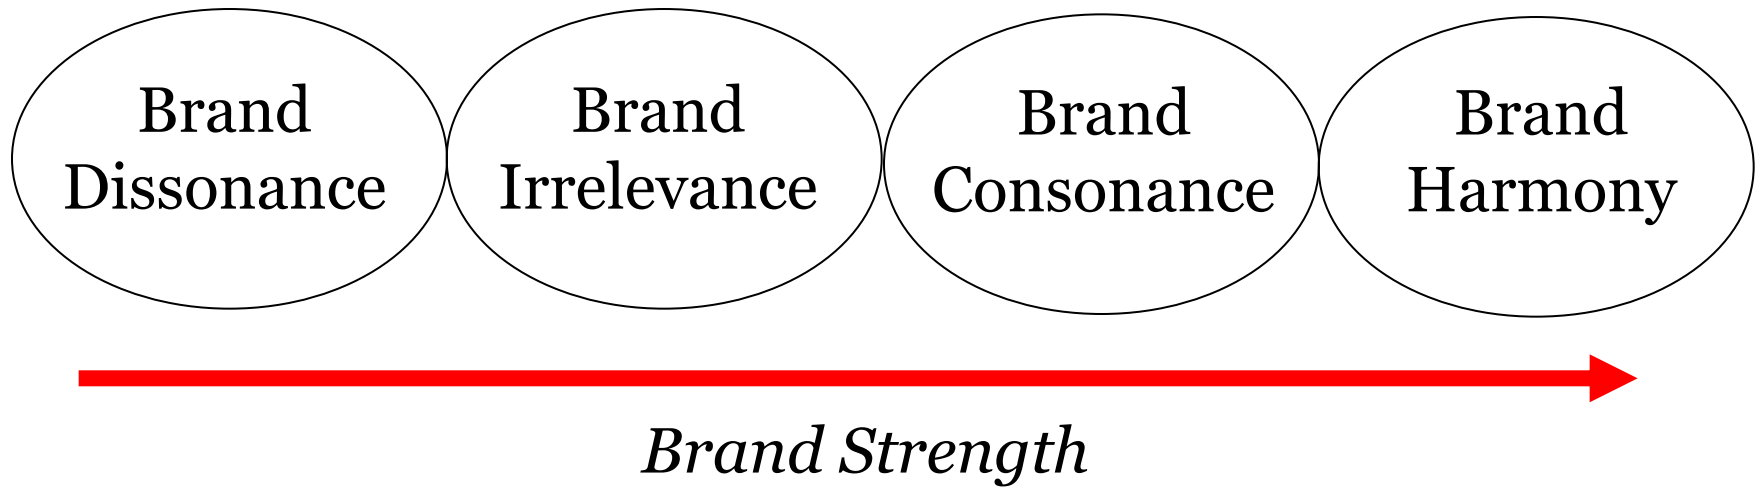 Brand
Dissonance
Brand
Irrelevance
Brand
Consonance
Brand
Harmony
Brand Strength